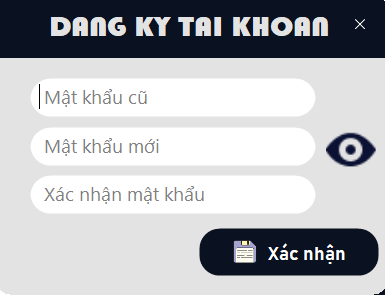 DANG KY TAI KHOAN
Mật khẩu cũ
Mật khẩu mới
Xác nhận mật khẩu
Xác nhận